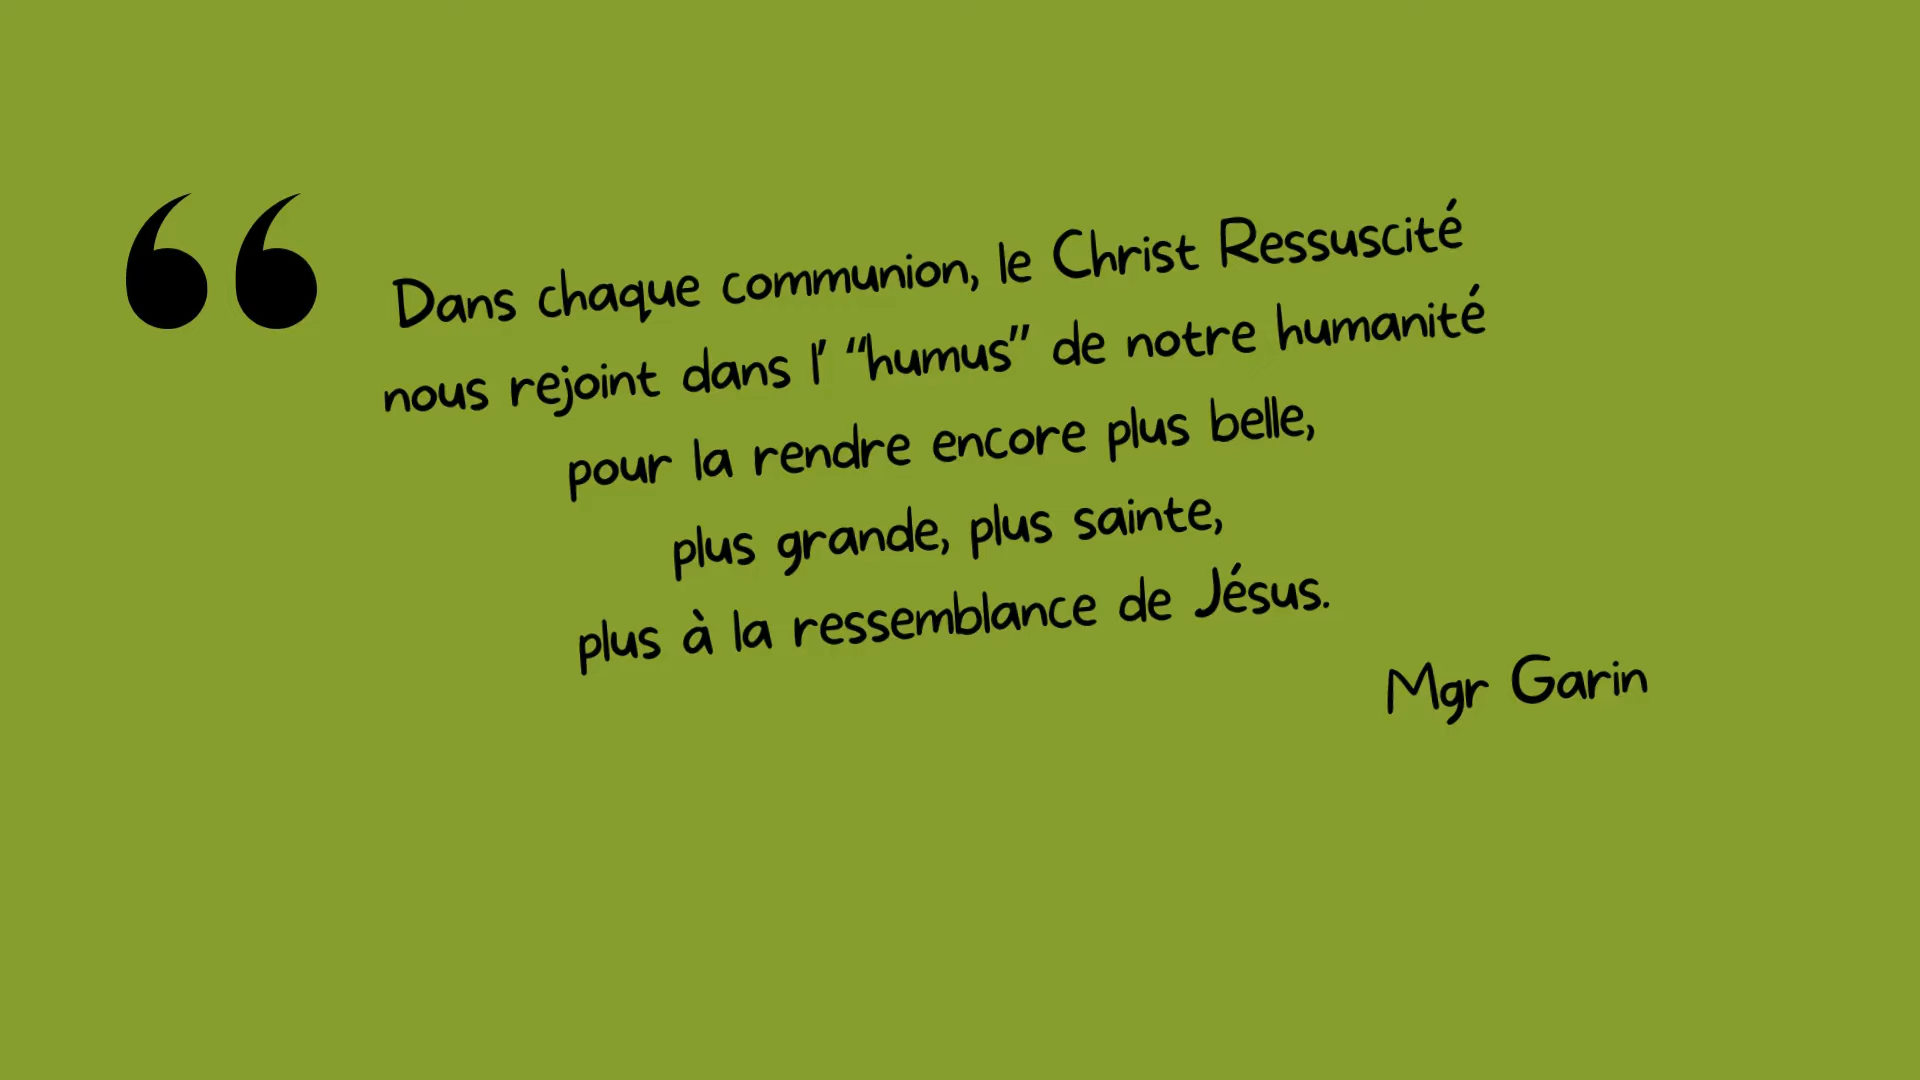 “
Dans chaque communion, le Christ Ressuscité
nous rejoint dans l’ “humus” de notre humanité
pour la rendre encore plus belle,
plus grande, plus sainte,
plus à la ressemblance de Jésus.
Mgr Garin